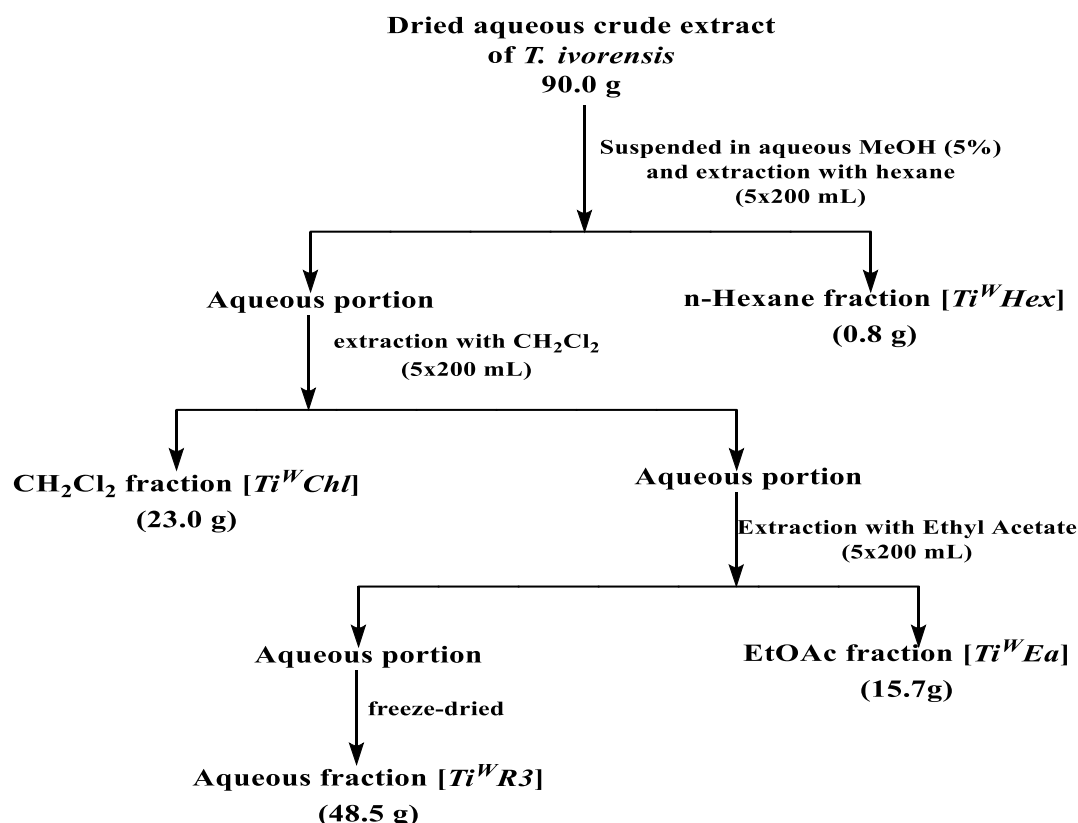 Dried aqueous crude extract
of T. ivorensis
90.0 g
Suspended in aqueous MeOH (5%)
and extraction with hexane
(5x200 mL)
Aqueous portion
n-Hexane fraction [Ti^W Hex]
(0.8 g)
extraction with CH₂Cl₂
(5x200 mL)
CH₂Cl₂ fraction [Ti^W Chl]
(23.0 g)
Aqueous portion
Extraction with Ethyl Acetate
(5x200 mL)
Aqueous portion
EtOAc fraction [Ti^W Ea]
(15.7g)
freeze-dried
Aqueous fraction [Ti^W R3]
(48.5 g)